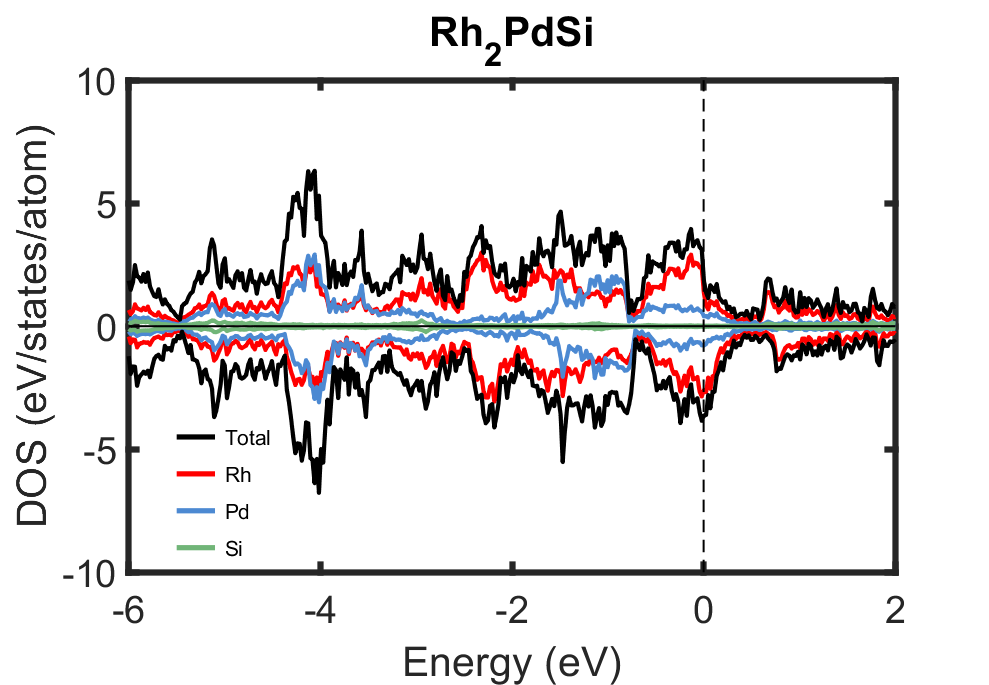 Rh₂PdSi
DOS (eV/states/atom)
10
5
0
-5
-10
Total
Rh
Pd
Si
-6 -4 -2 0 2
Energy (eV)